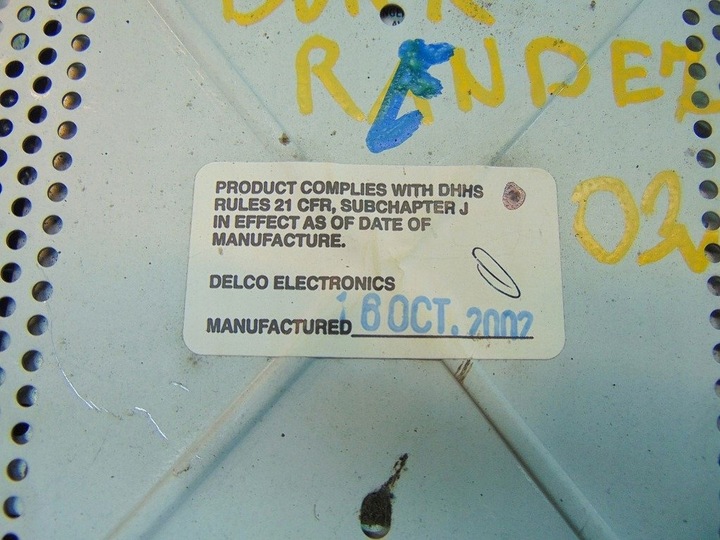 RENDEZ
02
PRODUCT COMPLIES WITH DHHS
RULES 21 CFR, SUBCHAPTER J
IN EFFECT AS OF DATE OF
MANUFACTURE.
DELCO ELECTRONICS
MANUFACTURED 16 OCT. 2002